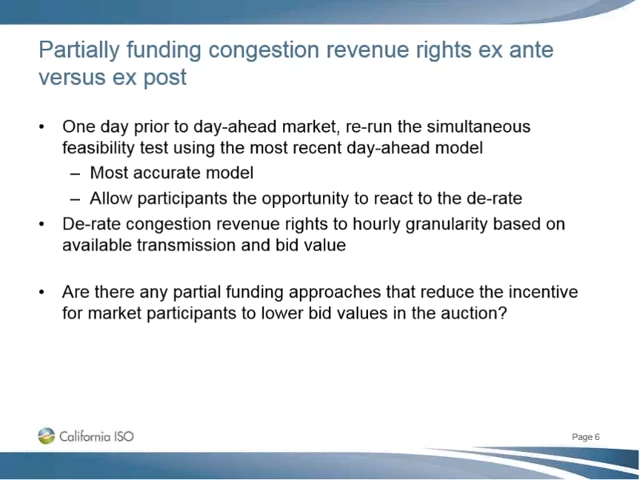 Partially funding congestion revenue rights ex ante
versus ex post
• One day prior to day-ahead market, re-run the simultaneous
feasibility test using the most recent day-ahead model
– Most accurate model
– Allow participants the opportunity to react to the de-rate
• De-rate congestion revenue rights to hourly granularity based on
available transmission and bid value
• Are there any partial funding approaches that reduce the incentive
for market participants to lower bid values in the auction?
California ISO
Page 6